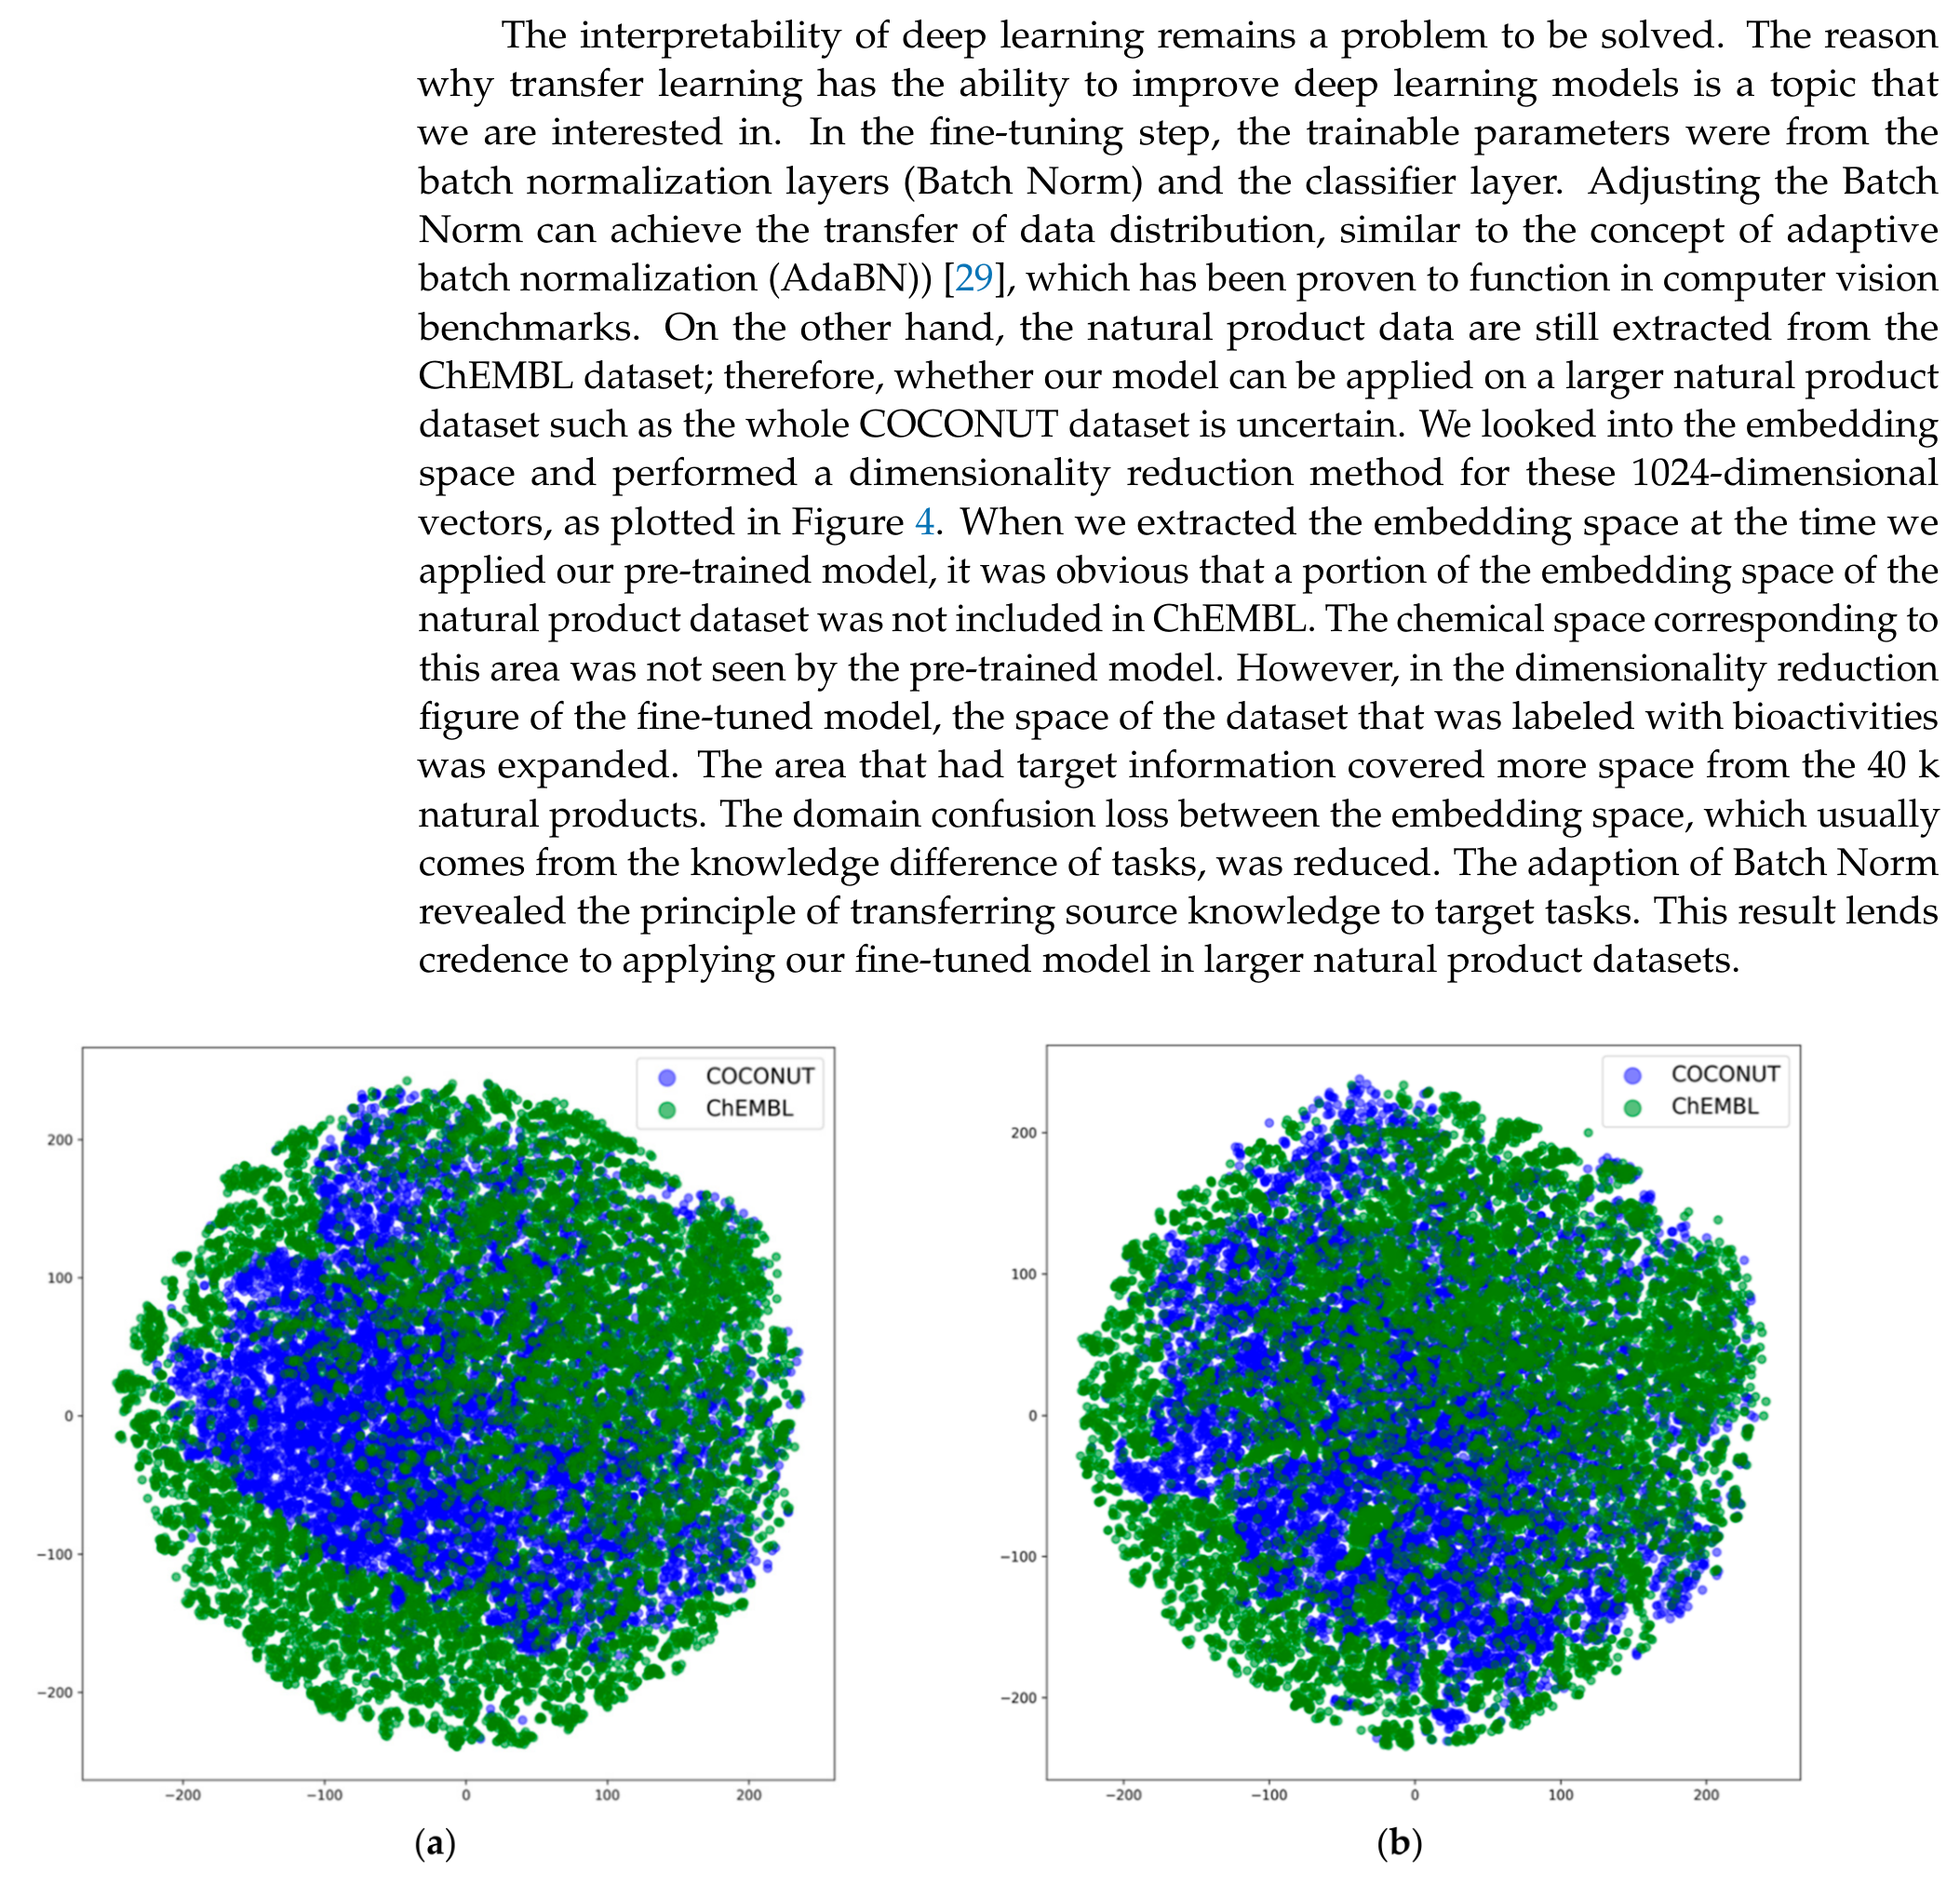 The interpretability of deep learning remains a problem to be solved. The reason
why transfer learning has the ability to improve deep learning models is a topic that
we are interested in. In the fine-tuning step, the trainable parameters were from the
batch normalization layers (Batch Norm) and the classifier layer. Adjusting the Batch
Norm can achieve the transfer of data distribution, similar to the concept of adaptive
batch normalization (AdaBN)) [29], which has been proven to function in computer vision
benchmarks. On the other hand, the natural product data are still extracted from the
ChEMBL dataset; therefore, whether our model can be applied on a larger natural product
dataset such as the whole COCONUT dataset is uncertain. We looked into the embedding
space and performed a dimensionality reduction method for these 1024-dimensional
vectors, as plotted in Figure 4. When we extracted the embedding space at the time we
applied our pre-trained model, it was obvious that a portion of the embedding space of the
natural product dataset was not included in ChEMBL. The chemical space corresponding to
this area was not seen by the pre-trained model. However, in the dimensionality reduction
figure of the fine-tuned model, the space of the dataset that was labeled with bioactivities
was expanded. The area that had target information covered more space from the 40 k
natural products. The domain confusion loss between the embedding space, which usually
comes from the knowledge difference of tasks, was reduced. The adaption of Batch Norm
revealed the principle of transferring source knowledge to target tasks. This result lends
credence to applying our fine-tuned model in larger natural product datasets.
COCONUT
ChEMBL
200
100
0
−100
−200
−200 −100 0 100 200
(a)
COCONUT
ChEMBL
200
100
0
−100
−200
−200 −100 0 100 200
(b)